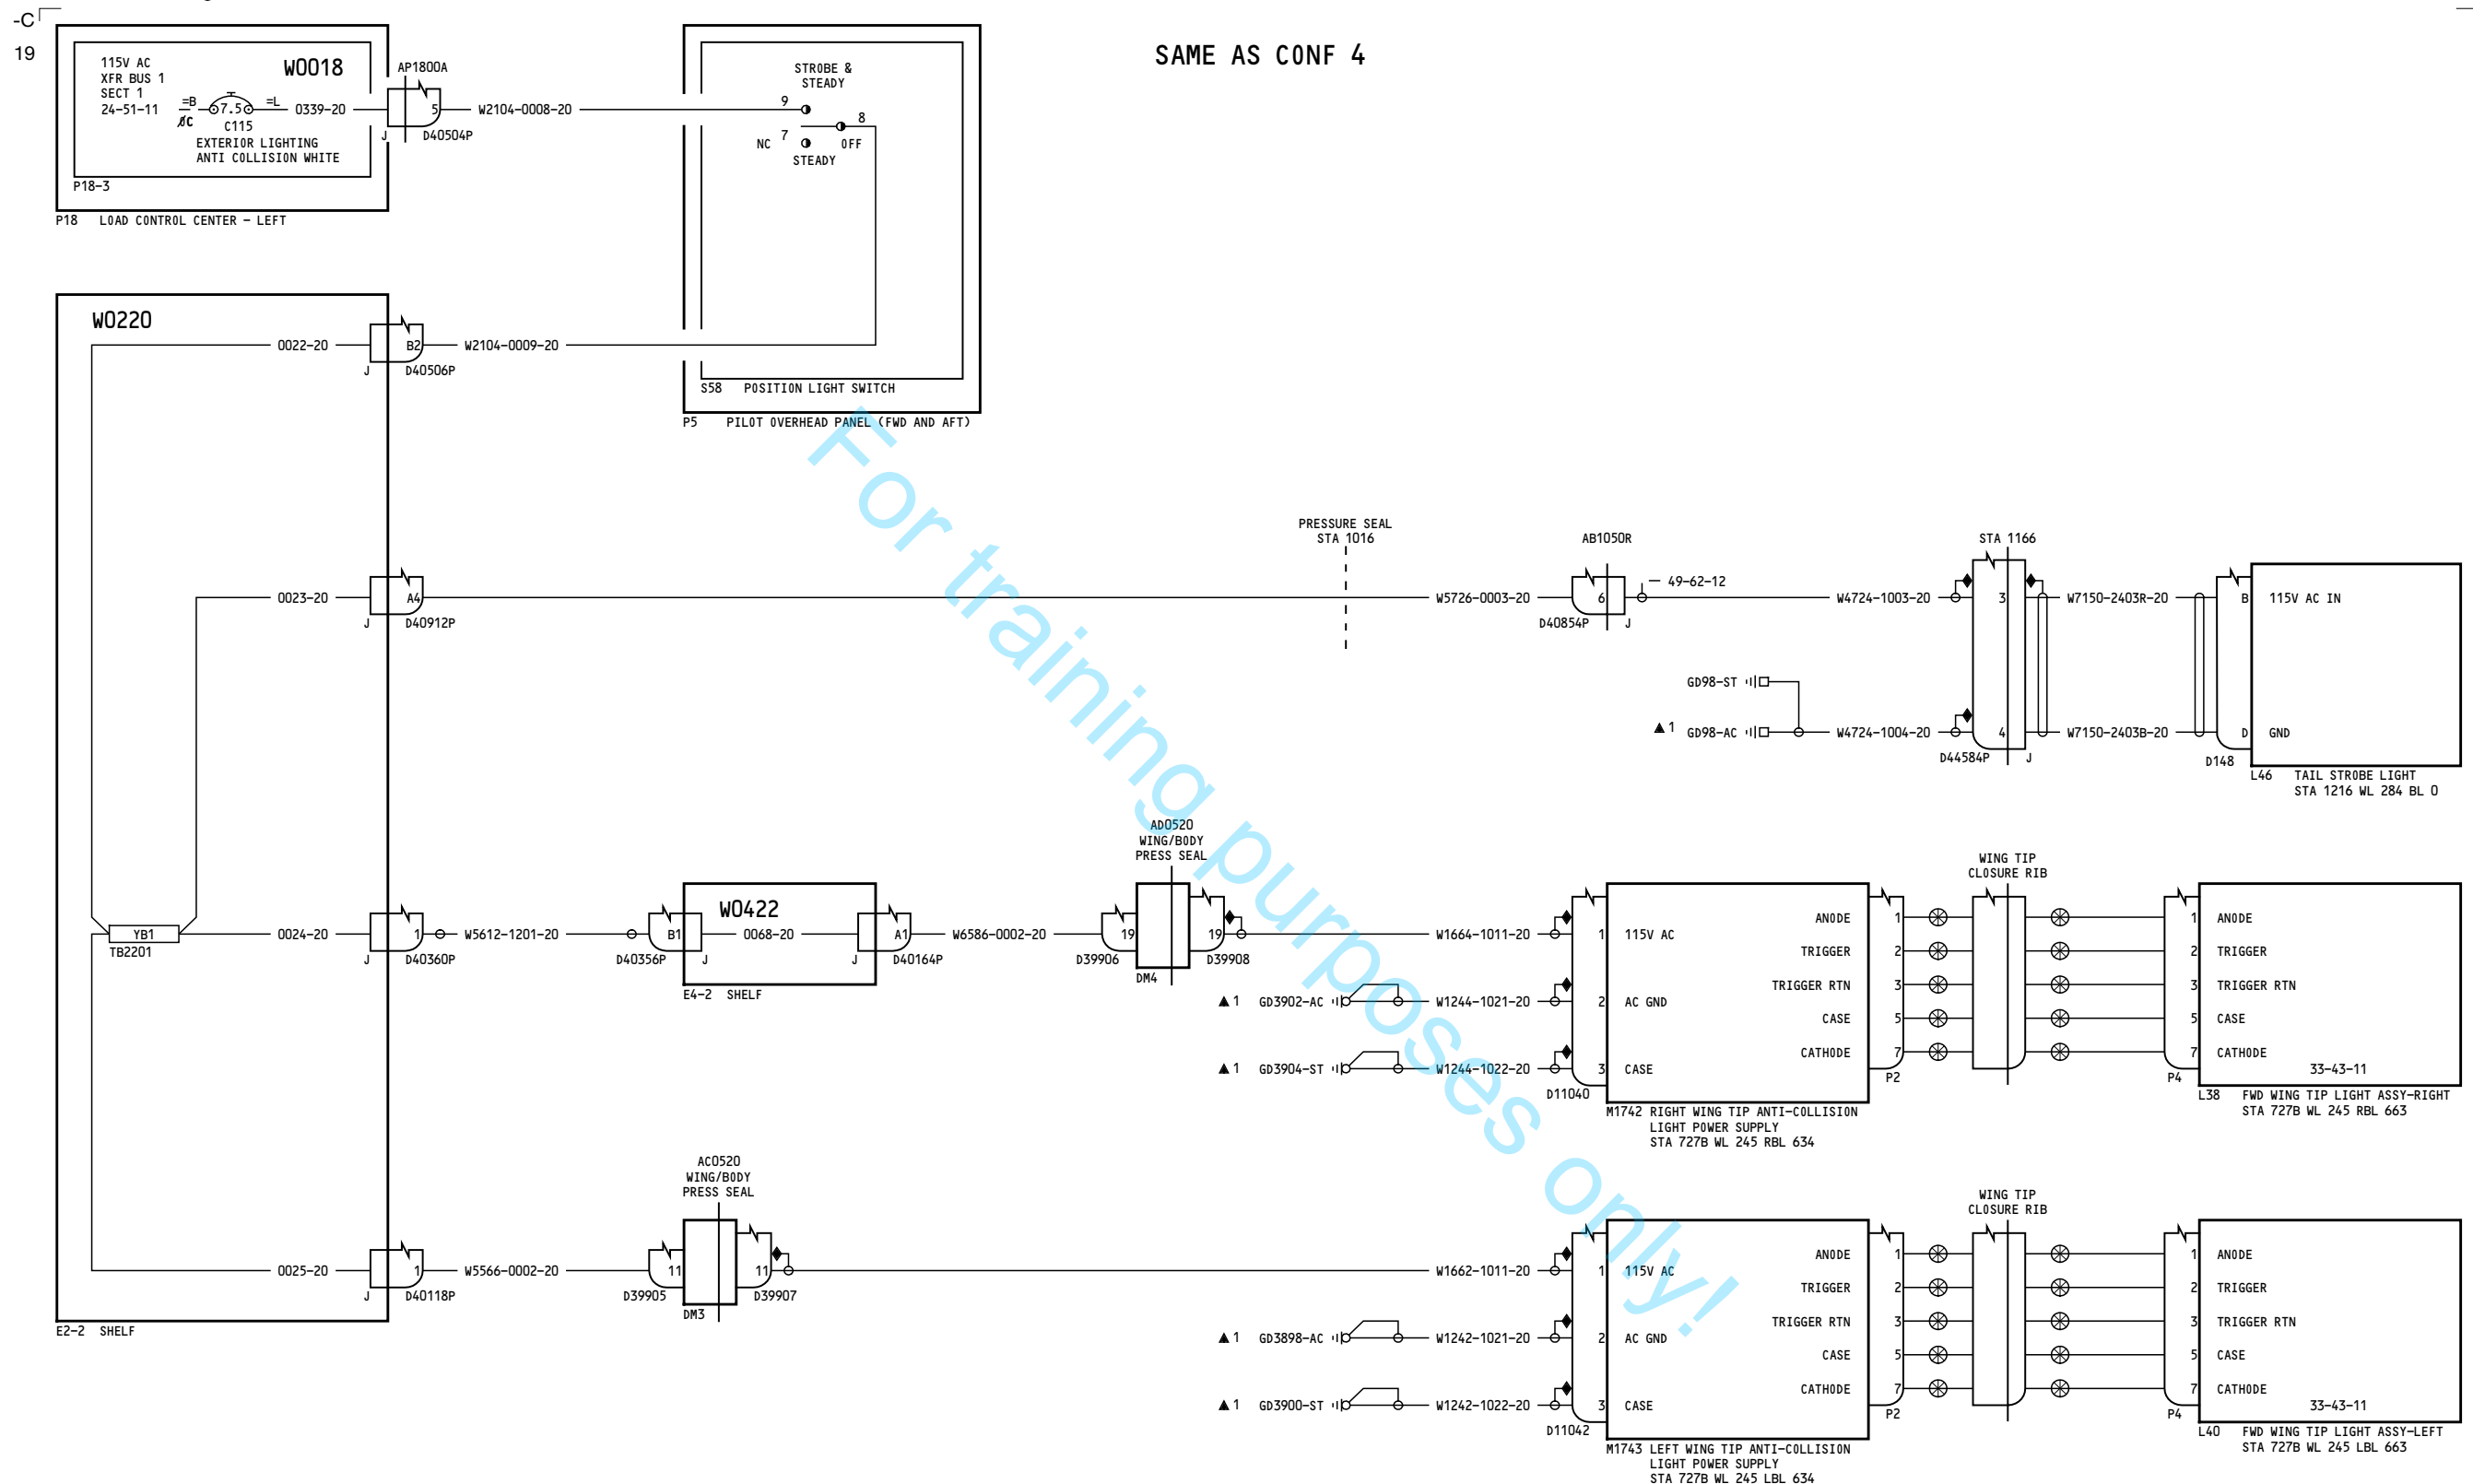 -C
19
SAME AS CONF 4
115V AC
XFR BUS 1
SECT 1
24-51-11
W0018
=B
ØC
7.5
=L
0339-20
C115
EXTERIOR LIGHTING
ANTI COLLISION WHITE
P18-3
P18 LOAD CONTROL CENTER - LEFT
AP1800A
5
J
D40504P
W2104-0008-20
STROBE &
STEADY
9
8
NC 7
OFF
STEADY
S58 POSITION LIGHT SWITCH
P5 PILOT OVERHEAD PANEL (FWD AND AFT)
W0220
0022-20
B2
W2104-0009-20
J
D40506P
PRESSURE SEAL
STA 1016
AB1050R
STA 1166
49-62-12
0023-20
A4
J
D40912P
W5726-0003-20
6
D40854P
J
W4724-1003-20
3
W7150-2403R-20
B
115V AC IN
GD98-ST
1
GD98-AC
W4724-1004-20
4
W7150-2403B-20
D
GND
D44584P
J
D148
L46 TAIL STROBE LIGHT
STA 1216 WL 284 BL 0
AD0520
WING/BODY
PRESS SEAL
WING TIP
CLOSURE RIB
YB1
TB2201
0024-20
1
J
D40360P
W5612-1201-20
B1
D40356P
J
W0422
0068-20
A1
J
D40164P
E4-2 SHELF
W6586-0002-20
19
D39906
DM4
19
D39908
W1664-1011-20
1
115V AC
1
GD3902-AC
W1244-1021-20
2
AC GND
1
GD3904-ST
W1244-1022-20
3
CASE
D11040
ANODE
1
TRIGGER
2
TRIGGER RTN
3
CASE
5
CATHODE
7
P2
M1742 RIGHT WING TIP ANTI-COLLISION
LIGHT POWER SUPPLY
STA 727B WL 245 RBL 634
1
ANODE
2
TRIGGER
3
TRIGGER RTN
5
CASE
7
CATHODE
33-43-11
P4
L38 FWD WING TIP LIGHT ASSY-RIGHT
STA 727B WL 245 RBL 663
AC0520
WING/BODY
PRESS SEAL
WING TIP
CLOSURE RIB
0025-20
1
J
D40118P
W5566-0002-20
11
D39905
DM3
11
D39907
E2-2 SHELF
W1662-1011-20
1
115V AC
1
GD3898-AC
W1242-1021-20
2
AC GND
1
GD3900-ST
W1242-1022-20
3
CASE
D11042
ANODE
1
TRIGGER
2
TRIGGER RTN
3
CASE
5
CATHODE
7
P2
M1743 LEFT WING TIP ANTI-COLLISION
LIGHT POWER SUPPLY
STA 727B WL 245 LBL 634
1
ANODE
2
TRIGGER
3
TRIGGER RTN
5
CASE
7
CATHODE
33-43-11
P4
L40 FWD WING TIP LIGHT ASSY-LEFT
STA 727B WL 245 LBL 663
For training purposes only!